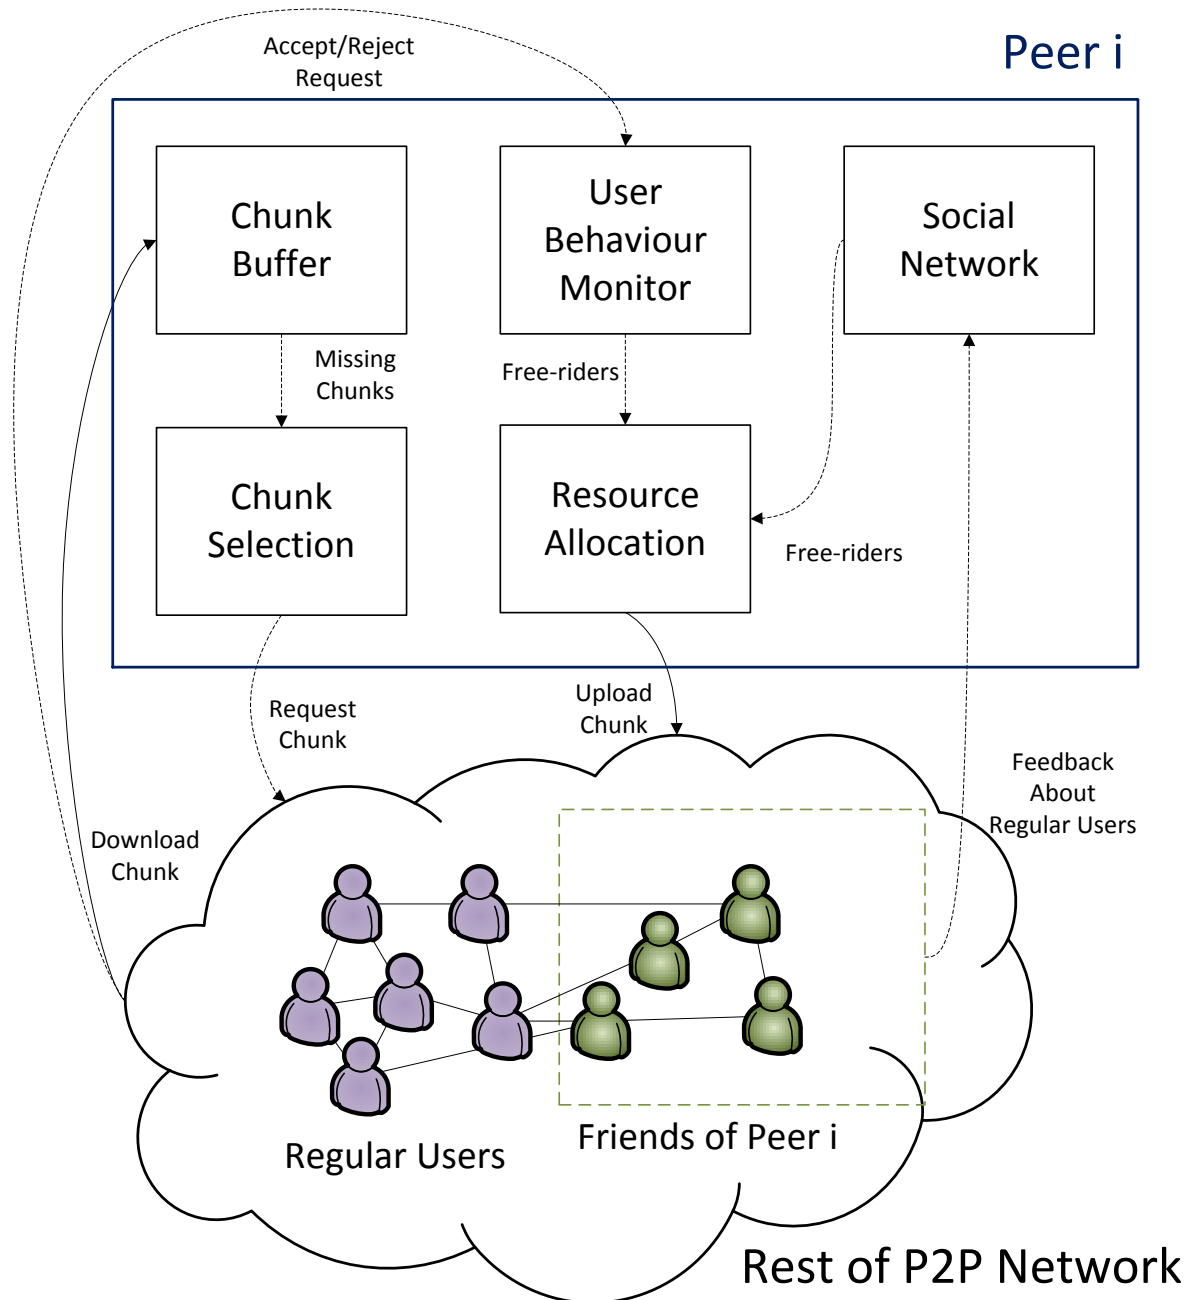 Accept/Reject
Request
Peer i
Chunk
Buffer
User
Behaviour
Monitor
Social
Network
Missing
Chunks
Free-riders
Chunk
Selection
Resource
Allocation
Free-riders
Request
Chunk
Upload
Chunk
Feedback
About
Regular Users
Download
Chunk
Regular Users
Friends of Peer i
Rest of P2P Network